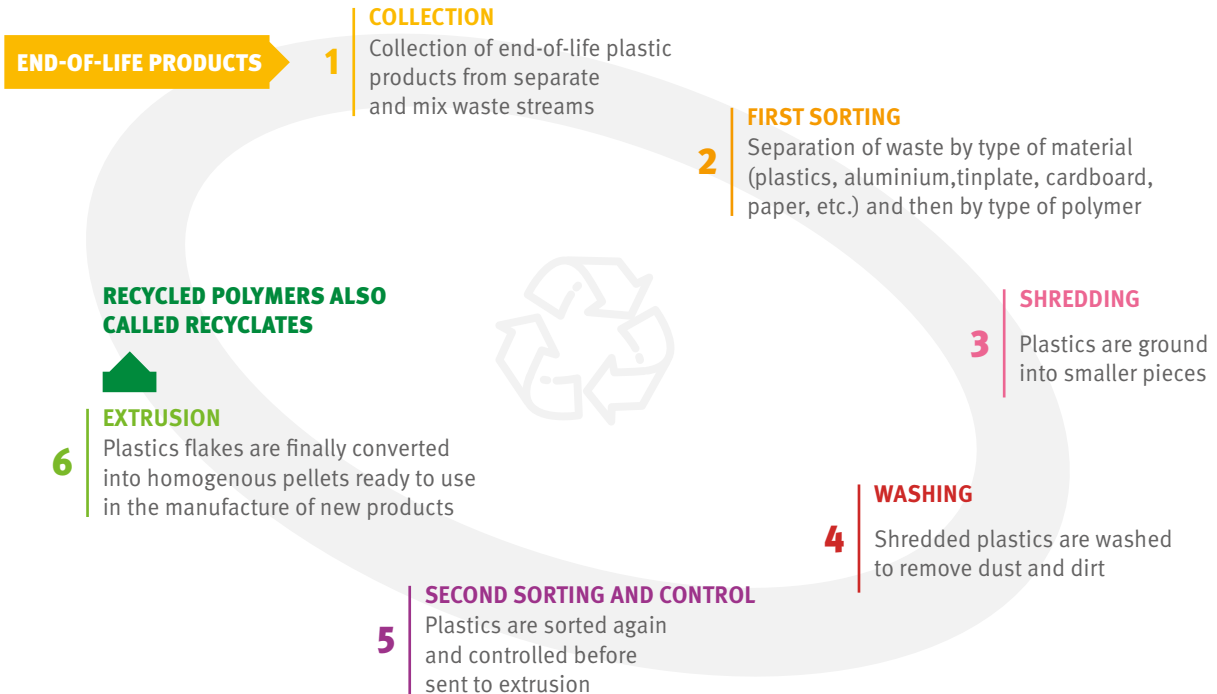 END-OF-LIFE PRODUCTS
1
COLLECTION
Collection of end-of-life plastic
products from separate
and mix waste streams
2
FIRST SORTING
Separation of waste by type of material
(plastics, aluminium,tinplate, cardboard,
paper, etc.) and then by type of polymer
3
SHREDDING
Plastics are ground
into smaller pieces
4
WASHING
Shredded plastics are washed
to remove dust and dirt
5
SECOND SORTING AND CONTROL
Plastics are sorted again
and controlled before
sent to extrusion
6
EXTRUSION
Plastics flakes are finally converted
into homogenous pellets ready to use
in the manufacture of new products
RECYCLED POLYMERS ALSO
CALLED RECYCLATES